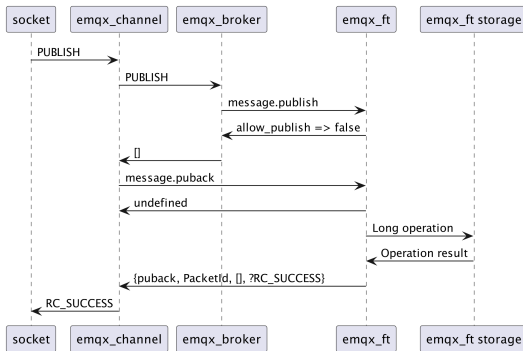 socket emqx_channel emqx_broker emqx_ft emqx_ft storage
PUBLISH
PUBLISH
message.publish
allow_publish => false
[]
message.puback
undefined
Long operation
Operation result
{puback, PacketId, [], ?RC_SUCCESS}
RC_SUCCESS
socket emqx_channel emqx_broker emqx_ft emqx_ft storage